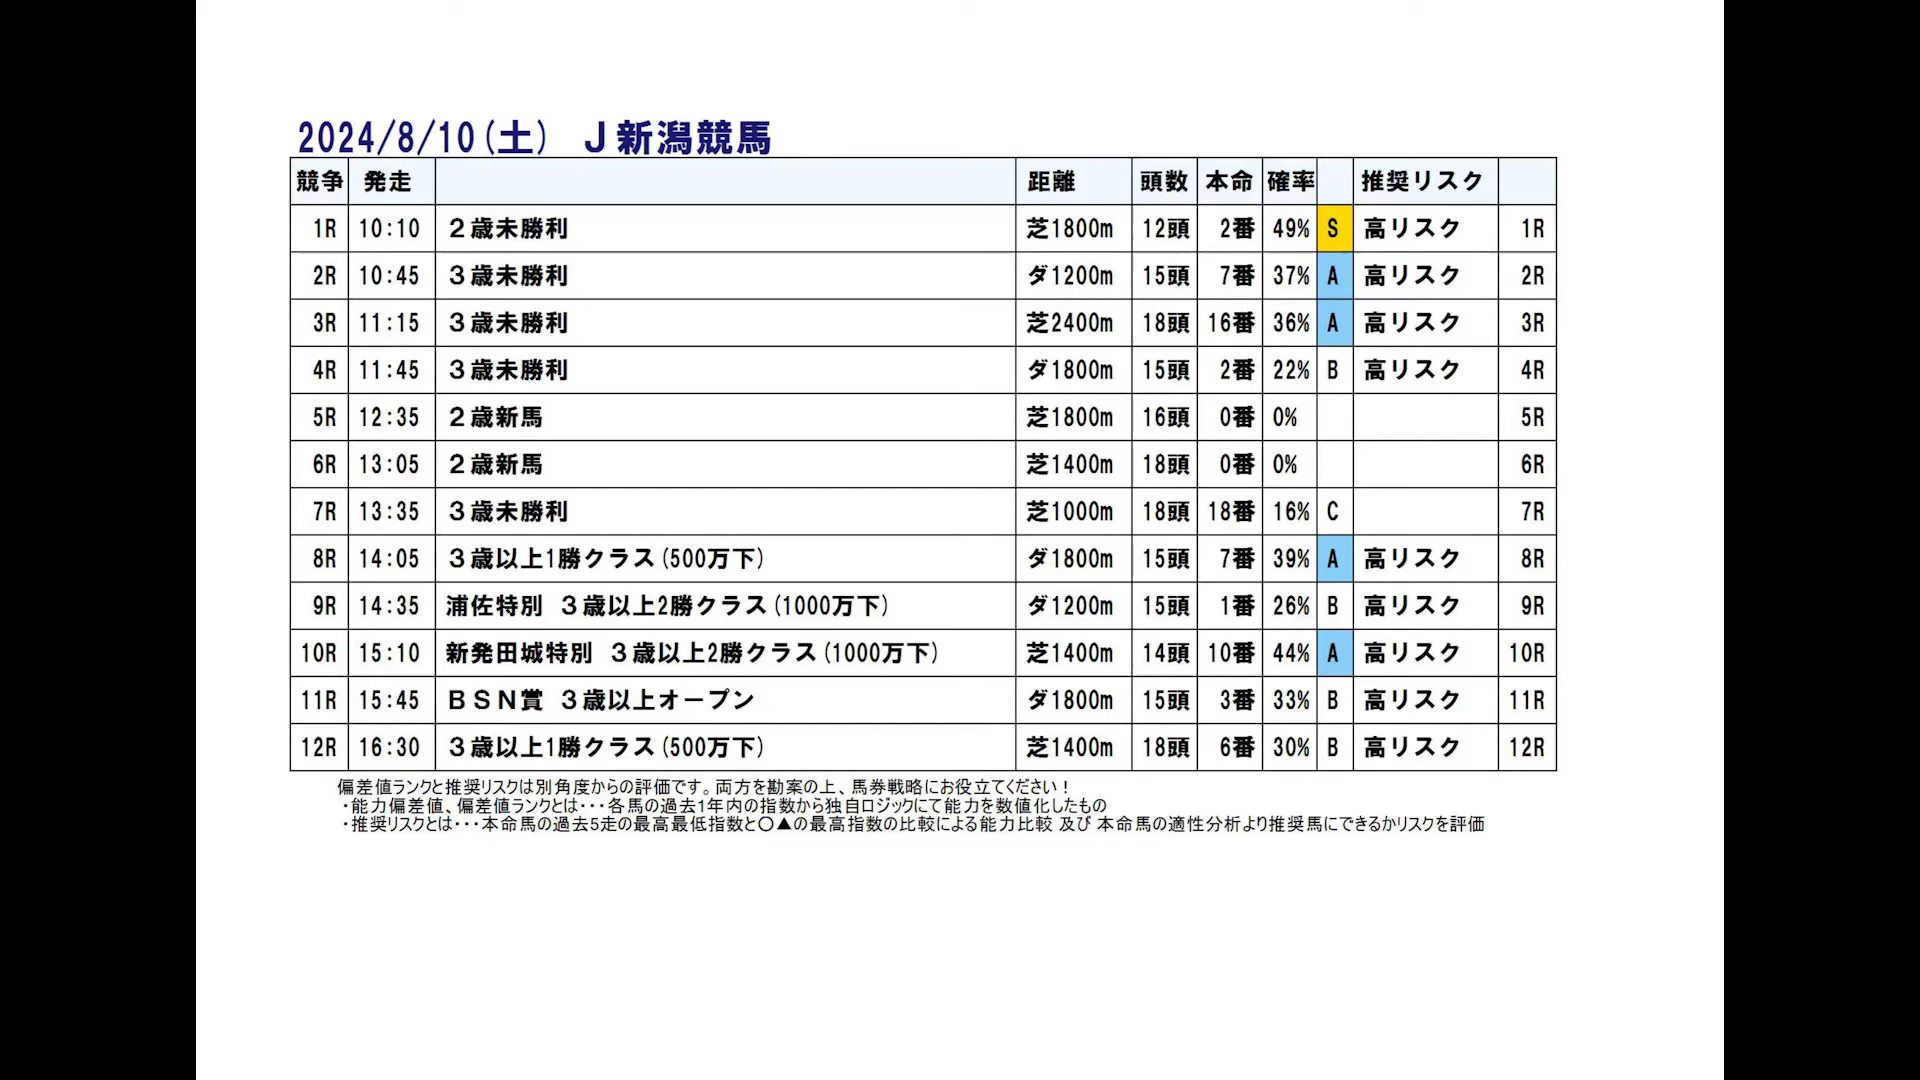 2024/8/10(土) J新潟競馬
競争 発走 距離 頭数 本命 確率 推奨リスク
1R 10:10 2歳未勝利 芝1800m 12頭 2番 49% S 高リスク 1R
2R 10:45 3歳未勝利 ダ1200m 15頭 7番 37% A 高リスク 2R
3R 11:15 3歳未勝利 芝2400m 18頭 16番 36% A 高リスク 3R
4R 11:45 3歳未勝利 ダ1800m 15頭 2番 22% B 高リスク 4R
5R 12:35 2歳新馬 芝1800m 16頭 0番 0% 5R
6R 13:05 2歳新馬 芝1400m 18頭 0番 0% 6R
7R 13:35 3歳未勝利 芝1000m 18頭 18番 16% C 7R
8R 14:05 3歳以上1勝クラス(500万下) ダ1800m 15頭 7番 39% A 高リスク 8R
9R 14:35 浦佐特別 3歳以上2勝クラス(1000万下) ダ1200m 15頭 1番 26% B 高リスク 9R
10R 15:10 新発田城特別 3歳以上2勝クラス(1000万下) 芝1400m 14頭 10番 44% A 高リスク 10R
11R 15:45 BSN賞 3歳以上オープン ダ1800m 15頭 3番 33% B 高リスク 11R
12R 16:30 3歳以上1勝クラス(500万下) 芝1400m 18頭 6番 30% B 高リスク 12R
偏差値ランクと推奨リスクは別角度からの評価です。両方を勘案の上、馬券戦略にお役立てください!
・能力偏差値、偏差値ランクとは・・・各馬の過去1年内の指数から独自ロジックにて能力を数値化したもの
・推奨リスクとは・・・本命馬の過去5走の最高最低指数と○▲の最高指数の比較による能力比較 及び 本命馬の適性分析より推奨馬にできるかリスクを評価